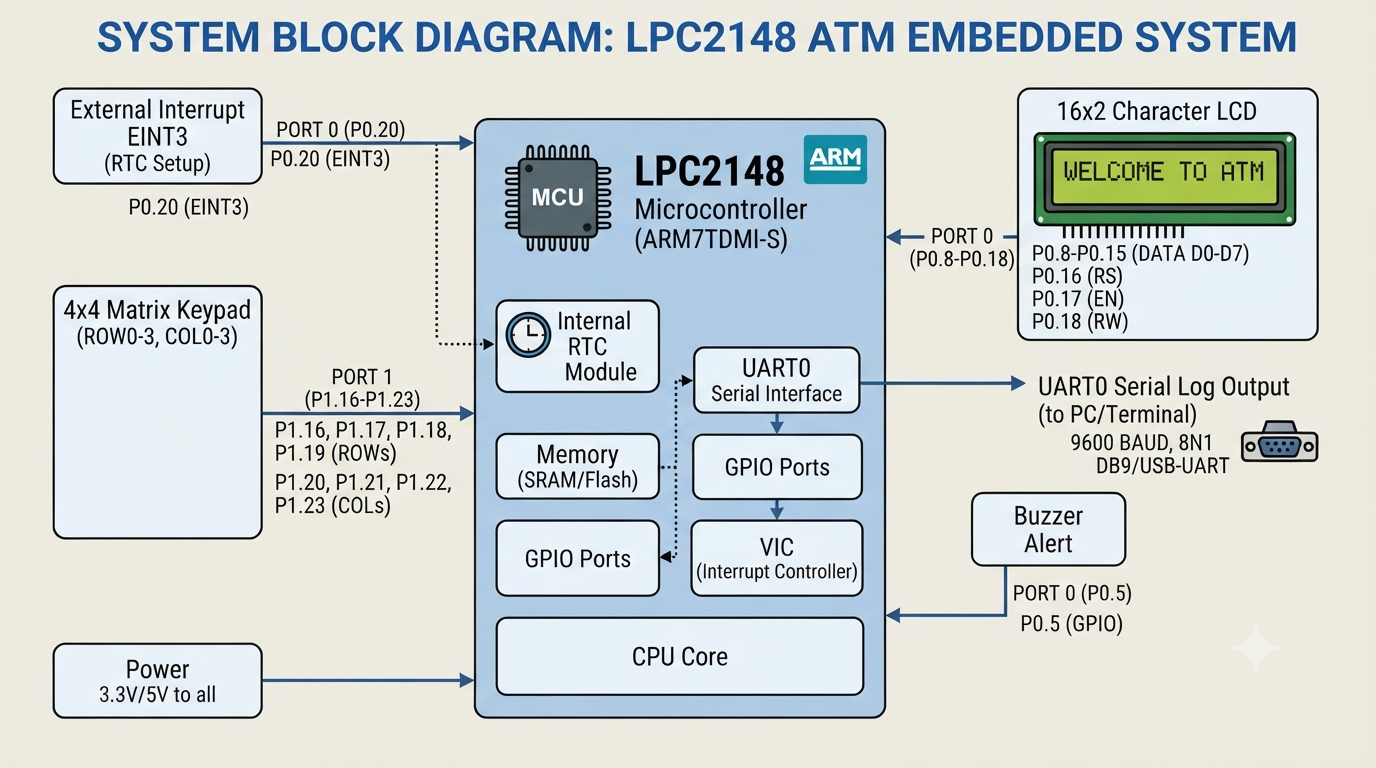 SYSTEM BLOCK DIAGRAM: LPC2148 ATM EMBEDDED SYSTEM
External Interrupt
EINT3
(RTC Setup)
PORT 0 (P0.20)
P0.20 (EINT3)
P0.20 (EINT3)
4x4 Matrix Keypad
(ROW0-3, COL0-3)
PORT 1
(P1.16-P1.23)
P1.16, P1.17, P1.18,
P1.19 (ROWs)
P1.20, P1.21, P1.22,
P1.23 (COLs)
Power
3.3V/5V to all
MCU
LPC2148
ARM
Microcontroller
(ARM7TDMI-S)
Internal
RTC
Module
Memory
(SRAM/Flash)
GPIO Ports
UART0
Serial Interface
GPIO Ports
VIC
(Interrupt Controller)
CPU Core
16x2 Character LCD
WELCOME TO ATM
PORT 0
(P0.8-P0.18)
P0.8-P0.15 (DATA D0-D7)
P0.16 (RS)
P0.17 (EN)
P0.18 (RW)
UART0 Serial Log Output
(to PC/Terminal)
9600 BAUD, 8N1
DB9/USB-UART
Buzzer
Alert
PORT 0 (P0.5)
P0.5 (GPIO)